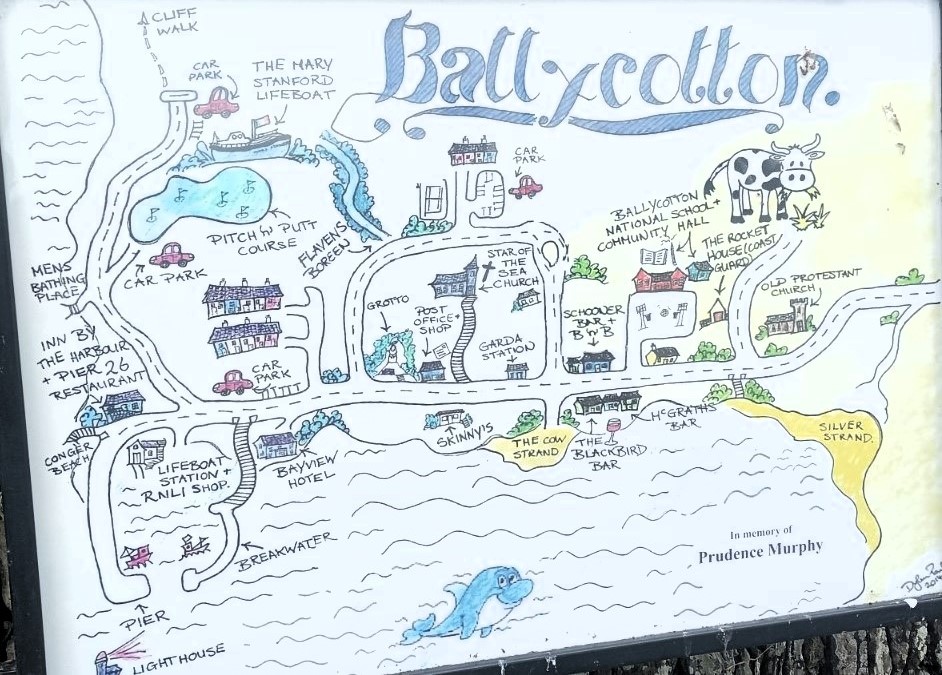 Ballycotton.
CLIFF
WALK
CAR
PARK
THE MARY
STANFORD
LIFEBOAT
CAR
PARK
PITCH 'N' PUTT
COURSE
FLAVEN'S
BOREEN
CAR PARK
MENS
BATHING
PLACE
BALLYCOTTON
NATIONAL SCHOOL +
COMMUNITY HALL
THE ROCKET
HOUSE (COAST
GUARD)
OLD PROTESTANT
CHURCH
STAR OF
THE
SEA
CHURCH
GROTTO
POST
OFFICE +
SHOP
GARDA
STATION
SCHOONER
BAR +
B 'N' B
INN BY
THE HARBOUR
+ PIER 26
RESTAURANT
CAR
PARK
CONGER
BEACH
LIFEBOAT
STATION +
RNLI SHOP.
BAYVIEW
HOTEL
SKINNY'S
THE COW
STRAND
THE
BLACKBIRD
BAR
McGRATHS
BAR
SILVER
STRAND.
BREAKWATER
PIER
LIGHTHOUSE
In memory of
Prudence Murphy